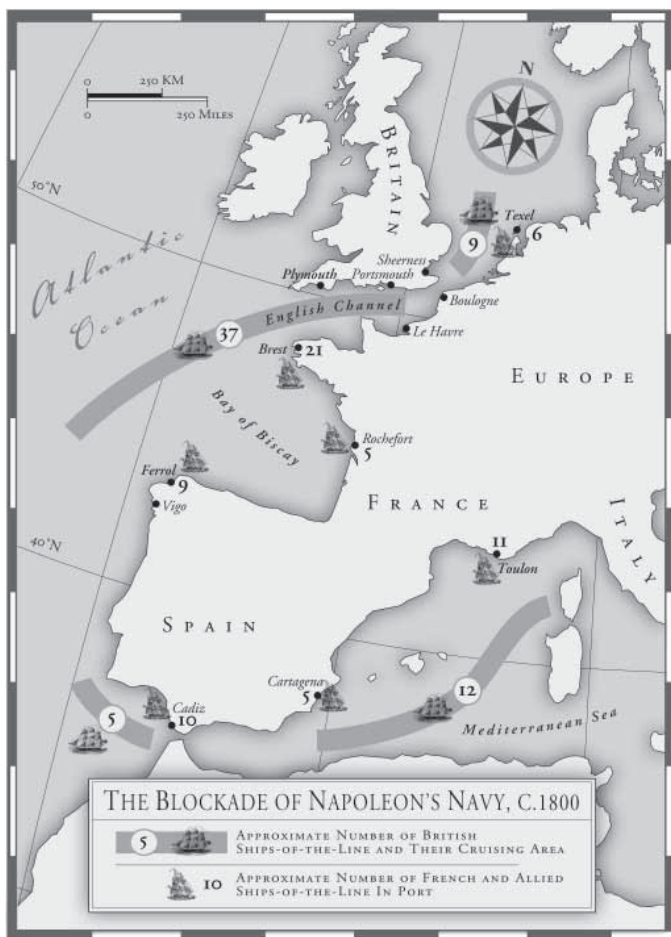 0 250 KM
0 250 MILES
N
50°N
40°N
Atlantic
Ocean
BRITAIN
Texel
6
9
Sheerness
Plymouth
Portsmouth
Boulogne
English Channel
Le Havre
37
Brest
21
EUROPE
Bay of Biscay
Rochefort
5
Ferrol
9
Vigo
FRANCE
ITALY
11
Toulon
SPAIN
Cartagena
5
12
Mediterranean Sea
5
Cadiz
10
THE BLOCKADE OF NAPOLEON'S NAVY, C.1800
5
APPROXIMATE NUMBER OF BRITISH
SHIPS-OF-THE-LINE AND THEIR CRUISING AREA
10
APPROXIMATE NUMBER OF FRENCH AND ALLIED
SHIPS-OF-THE-LINE IN PORT